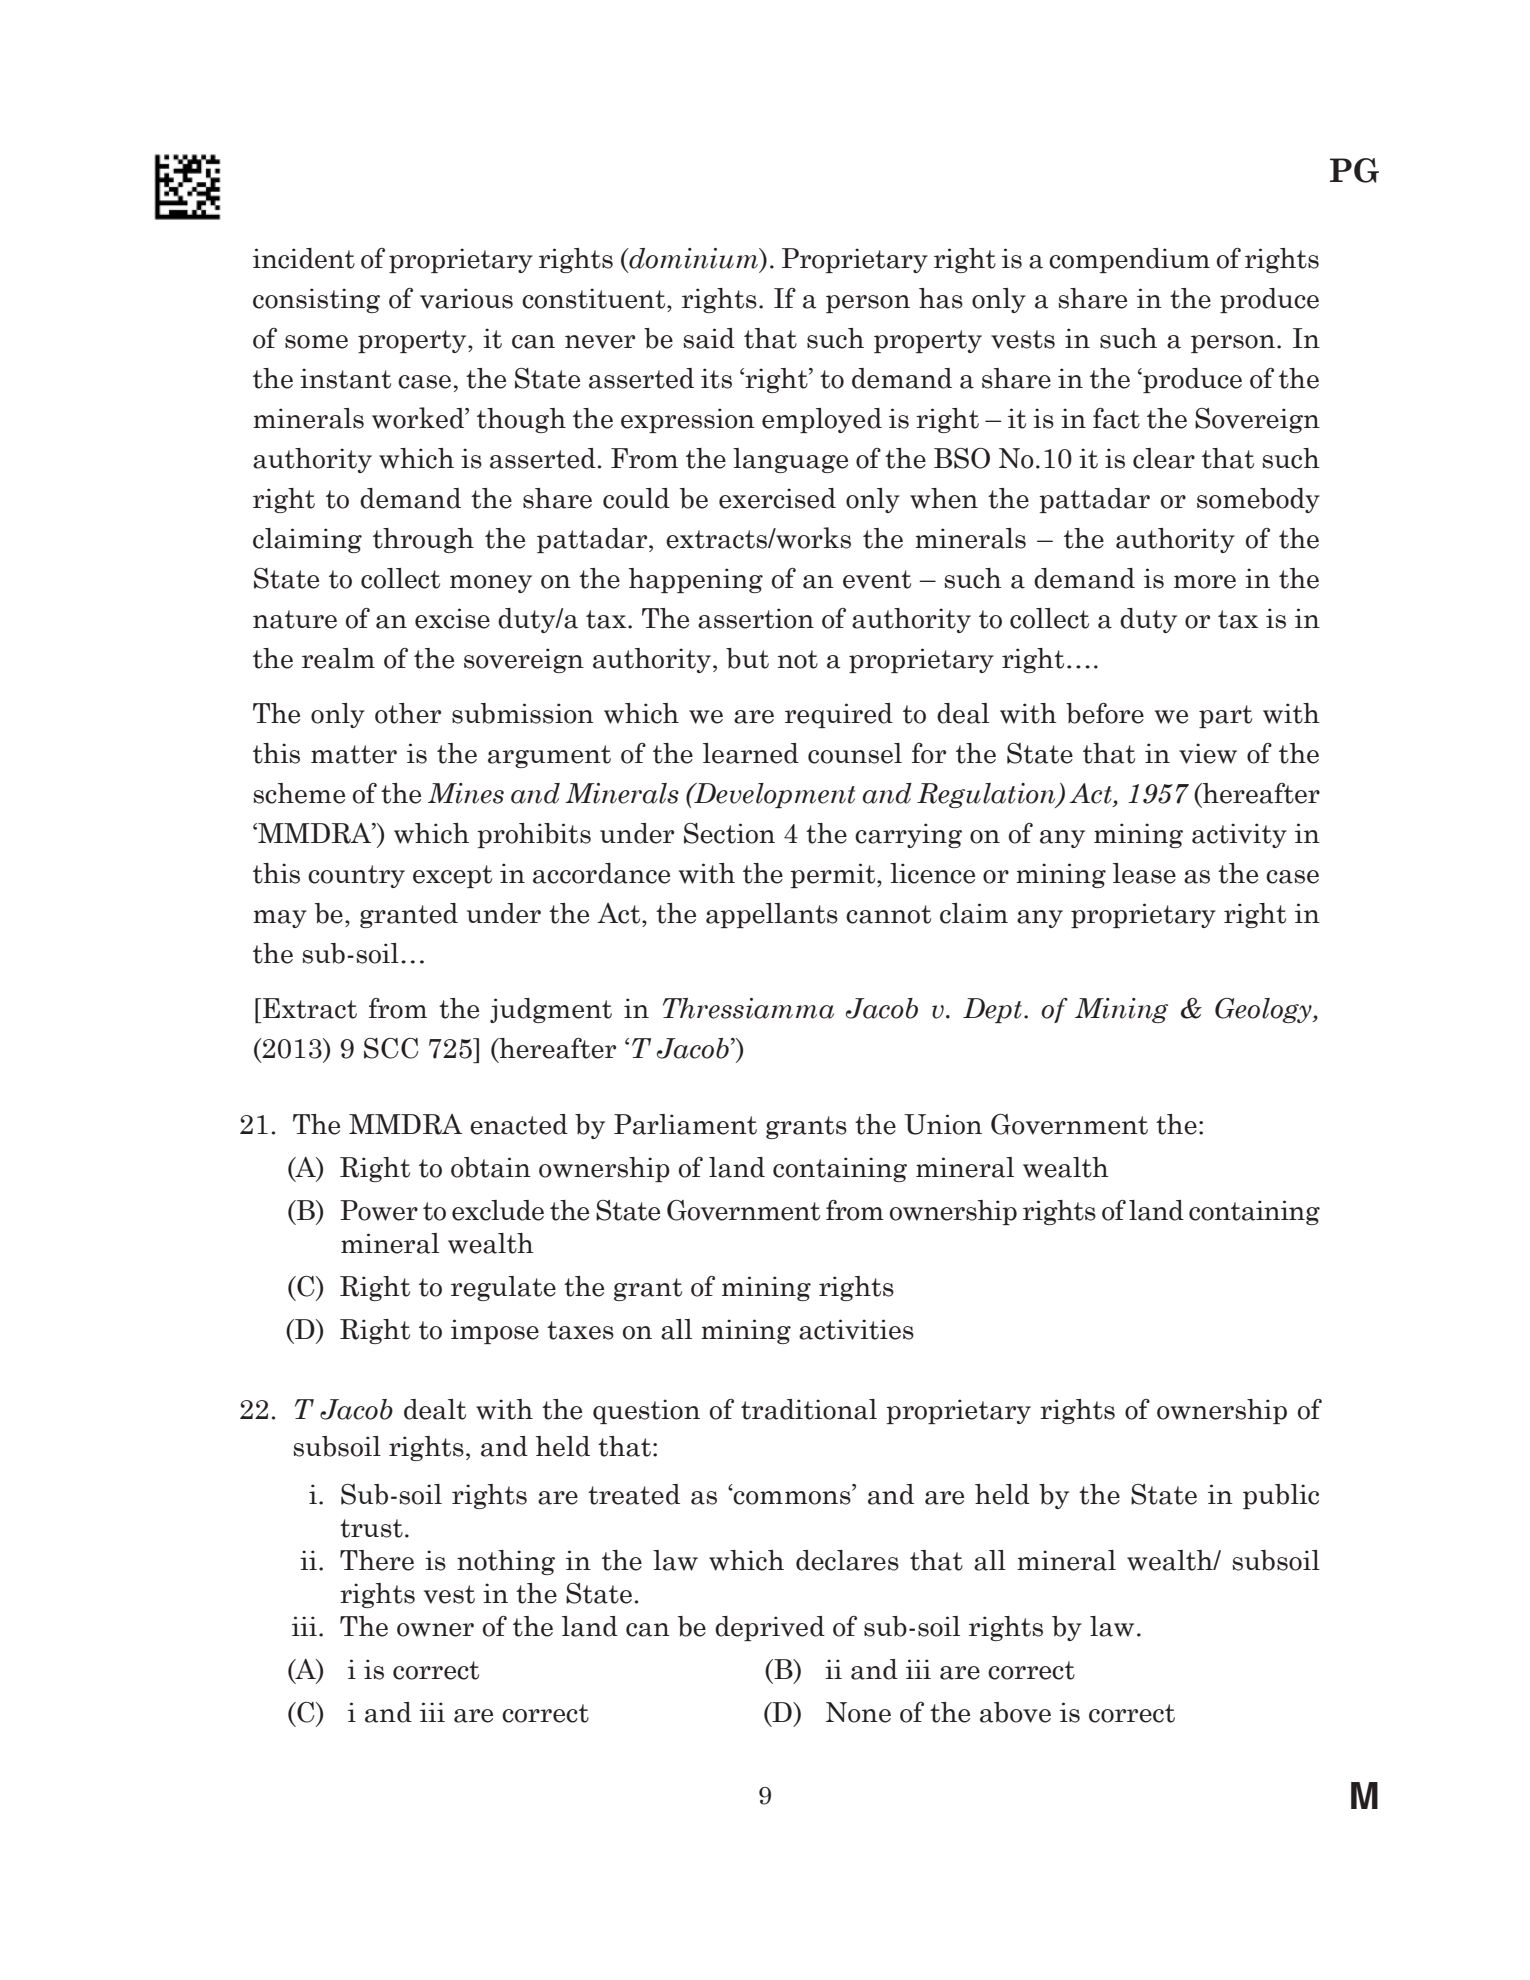 PG
incident of proprietary rights (dominium). Proprietary right is a compendium of rights
consisting of various constituent, rights. If a person has only a share in the produce
of some property, it can never be said that such property vests in such a person. In
the instant case, the State asserted its ‘right’ to demand a share in the ‘produce of the
minerals worked’ though the expression employed is right – it is in fact the Sovereign
authority which is asserted. From the language of the BSO No.10 it is clear that such
right to demand the share could be exercised only when the pattadar or somebody
claiming through the pattadar, extracts/works the minerals – the authority of the
State to collect money on the happening of an event – such a demand is more in the
nature of an excise duty/a tax. The assertion of authority to collect a duty or tax is in
the realm of the sovereign authority, but not a proprietary right….
The only other submission which we are required to deal with before we part with
this matter is the argument of the learned counsel for the State that in view of the
scheme of the Mines and Minerals (Development and Regulation) Act, 1957 (hereafter
‘MMDRA’) which prohibits under Section 4 the carrying on of any mining activity in
this country except in accordance with the permit, licence or mining lease as the case
may be, granted under the Act, the appellants cannot claim any proprietary right in
the sub-soil…
[Extract from the judgment in Thressiamma Jacob v. Dept. of Mining & Geology,
(2013) 9 SCC 725] (hereafter ‘T Jacob’)
21. The MMDRA enacted by Parliament grants the Union Government the:
(A) Right to obtain ownership of land containing mineral wealth
(B) Power to exclude the State Government from ownership rights of land containing
mineral wealth
(C) Right to regulate the grant of mining rights
(D) Right to impose taxes on all mining activities
22. T Jacob dealt with the question of traditional proprietary rights of ownership of
subsoil rights, and held that:
i. Sub-soil rights are treated as ‘commons’ and are held by the State in public
trust.
ii. There is nothing in the law which declares that all mineral wealth/ subsoil
rights vest in the State.
iii. The owner of the land can be deprived of sub-soil rights by law.
(A) i is correct (B) ii and iii are correct
(C) i and iii are correct (D) None of the above is correct
9
M